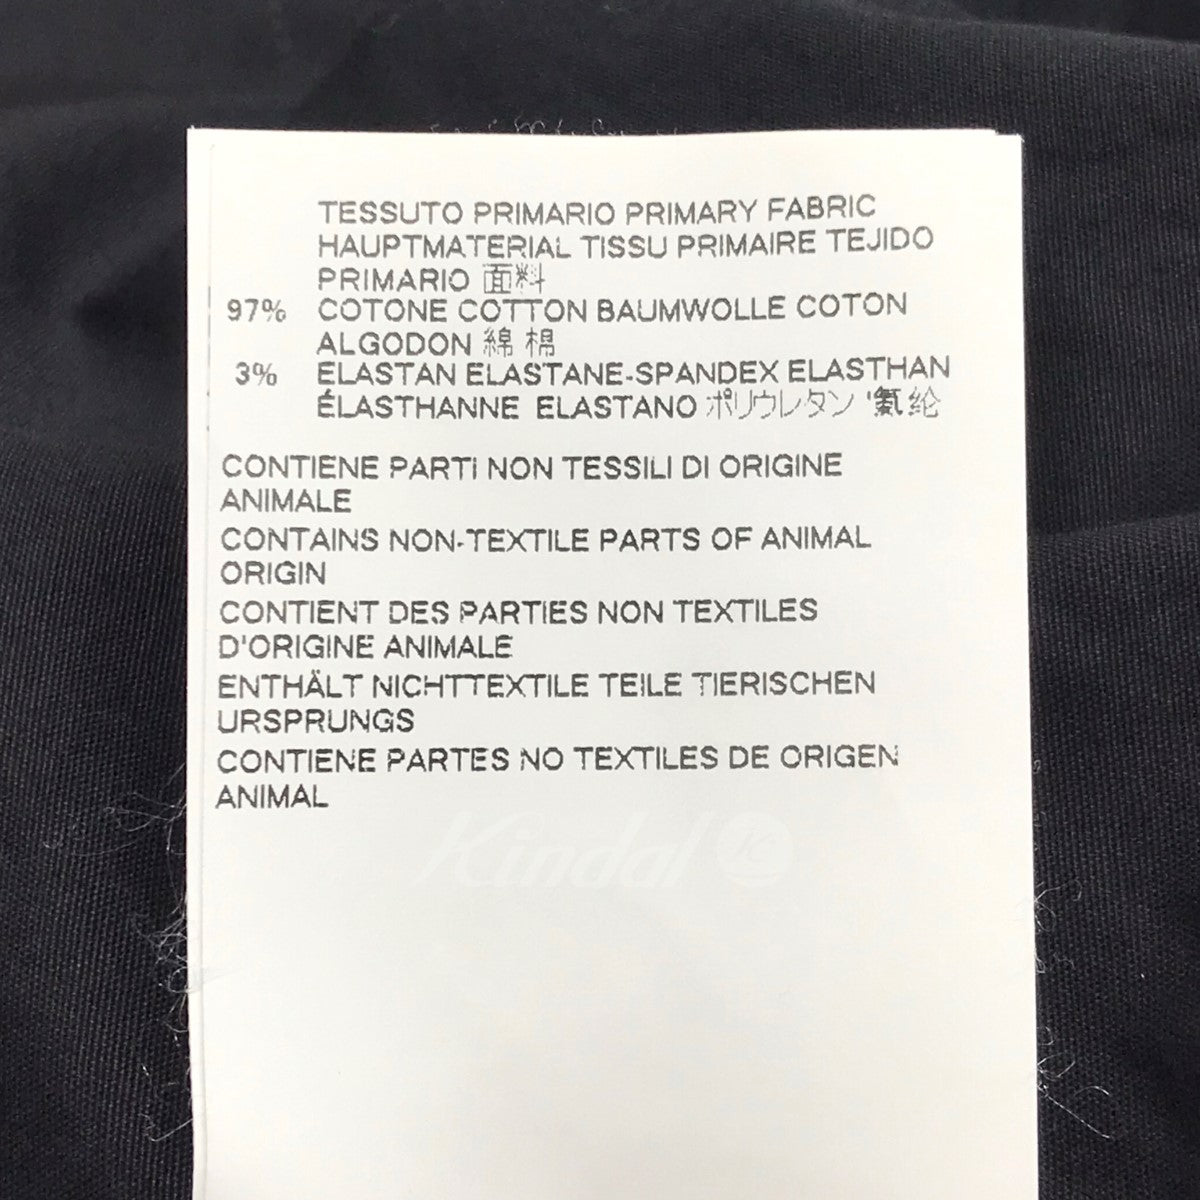 TESSUTO PRIMARIO PRIMARY FABRIC
HAUPTMATERIAL TISSU PRIMAIRE TEJIDO
PRIMARIO 面料
97% COTONE COTTON BAUMWOLLE COTON
ALGODON 綿 棉
3% ELASTAN ELASTANE-SPANDEX ELASTHAN
ÉLASTHANNE ELASTANO ポリウレタン '氨纶
CONTIENE PARTI NON TESSILI DI ORIGINE
ANIMALE
CONTAINS NON-TEXTILE PARTS OF ANIMAL
ORIGIN
CONTIENT DES PARTIES NON TEXTILES
D'ORIGINE ANIMALE
ENTHÄLT NICHTTEXTILE TEILE TIERISCHEN
URSPRUNGS
CONTIENE PARTES NO TEXTILES DE ORIGEN
ANIMAL
Kindal K